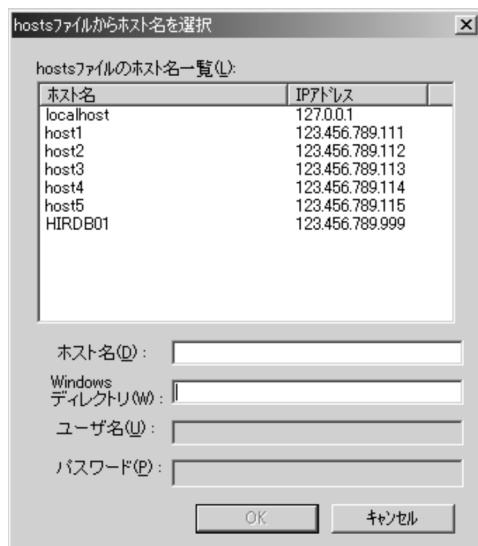 hostsファイルからホスト名を選択
hostsファイルのホスト名一覧(L):
ホスト名 IPアドレス
localhost 127.0.0.1
host1 123.456.789.111
host2 123.456.789.112
host3 123.456.789.113
host4 123.456.789.114
host5 123.456.789.115
HIRDB01 123.456.789.999
ホスト名(D):
Windows
ディレクトリ(W):
ユーザ名(U):
パスワード(P):
OK キャンセル